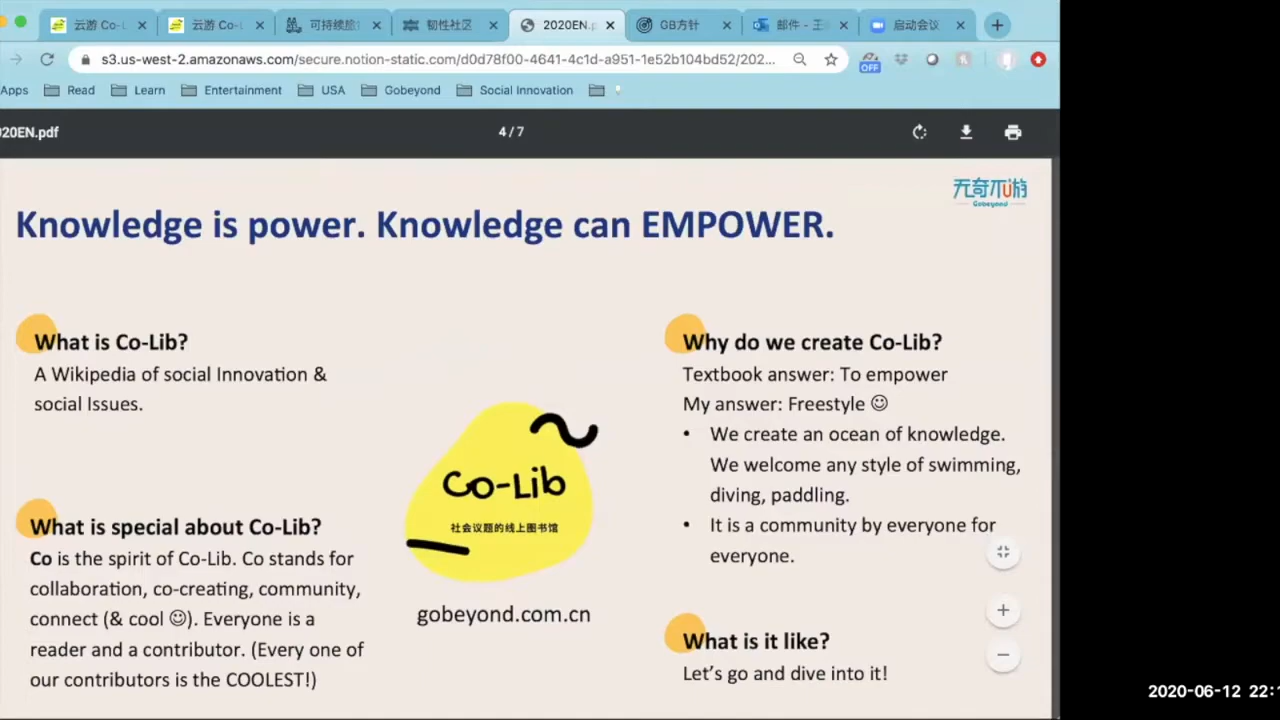 云游 Co-L
云游 Co-L
可持续旅
韧性社区
2020EN.p
GB方针
邮件 - 王
启动会议
s3.us-west-2.amazonaws.com/secure.notion-static.com/d0d78f00-4641-4c1d-a951-1e52b104bd52/202...
OFF
Apps Read Learn Entertainment USA Gobeyond Social Innovation
020EN.pdf
4 / 7
无奇不游
Gobeyond
Knowledge is power. Knowledge can EMPOWER.
What is Co-Lib?
A Wikipedia of social Innovation &
social Issues.
What is special about Co-Lib?
Co is the spirit of Co-Lib. Co stands for
collaboration, co-creating, community,
connect (& cool ☺). Everyone is a
reader and a contributor. (Every one of
our contributors is the COOLEST!)
Co-Lib
社会议题的线上图书馆
gobeyond.com.cn
Why do we create Co-Lib?
Textbook answer: To empower
My answer: Freestyle ☺
• We create an ocean of knowledge.
We welcome any style of swimming,
diving, paddling.
• It is a community by everyone for
everyone.
What is it like?
Let's go and dive into it!
2020-06-12 22:1